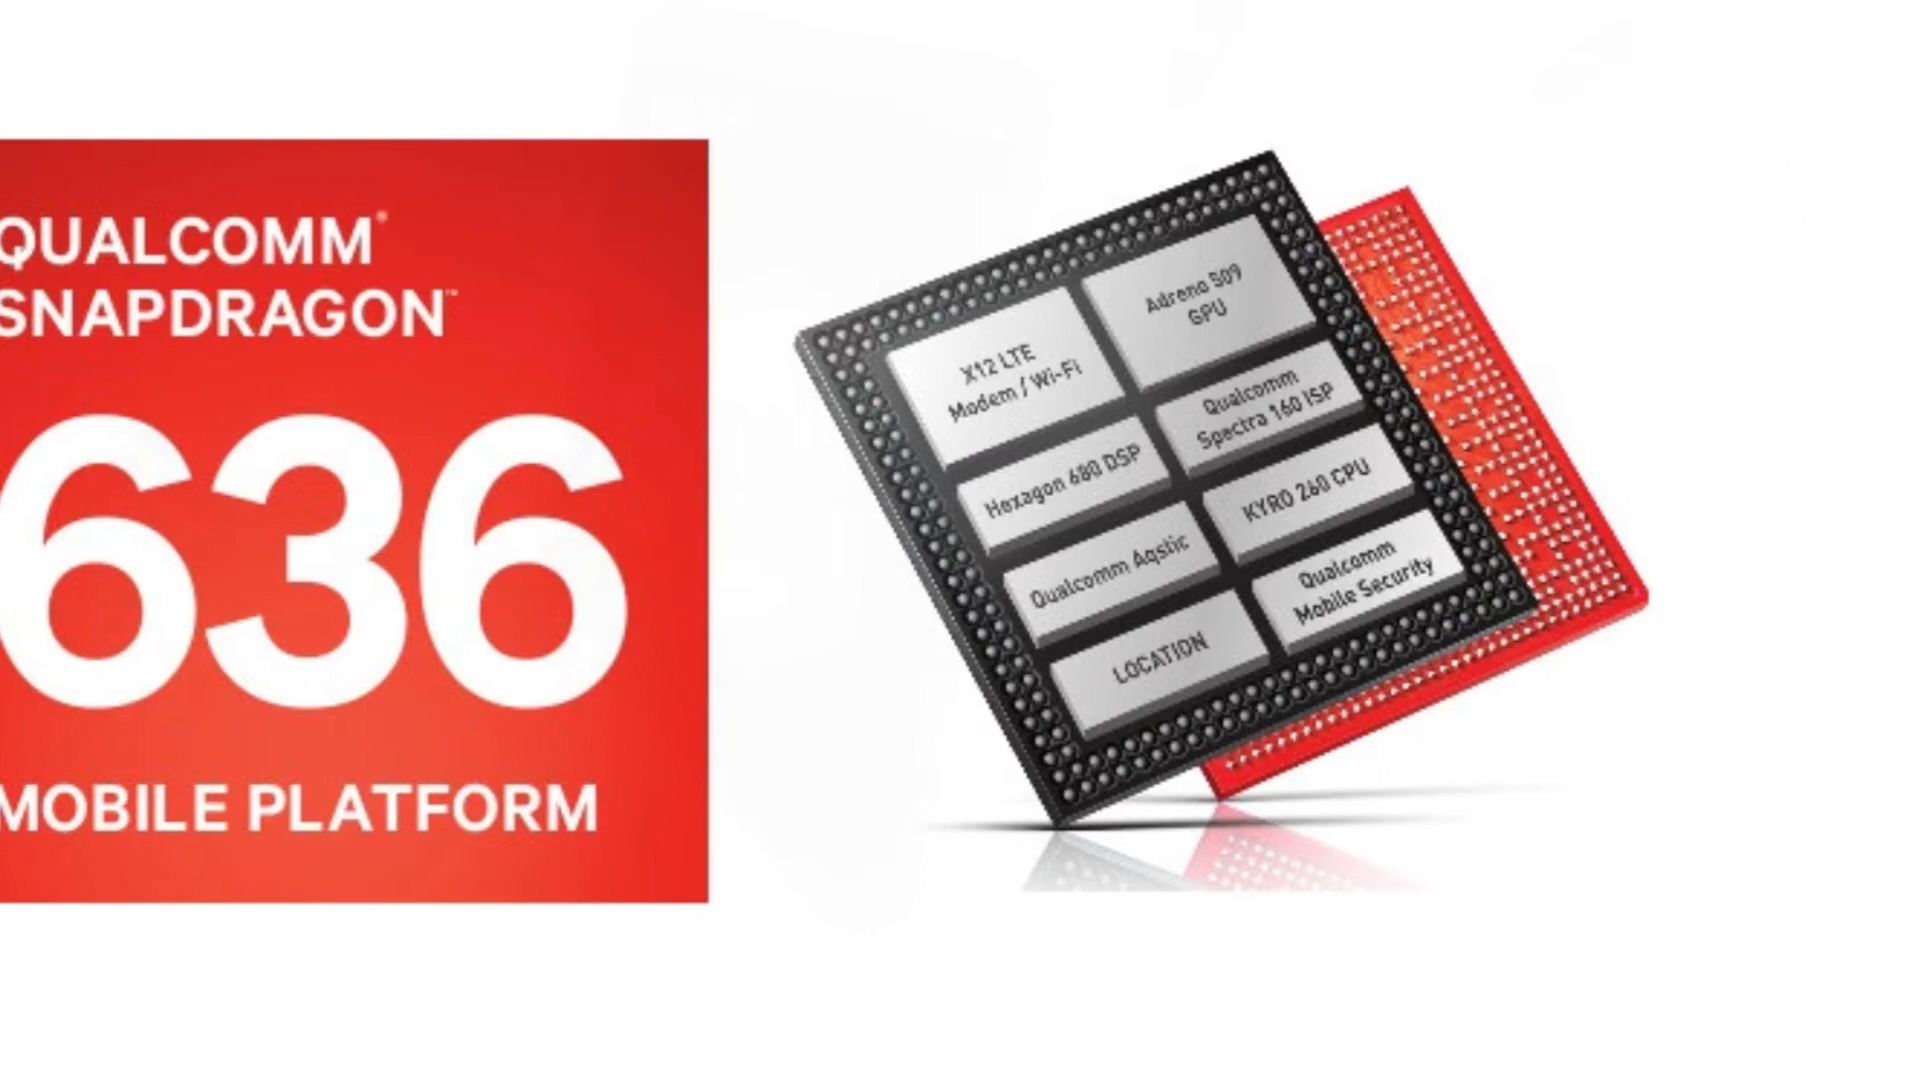 QUALCOMM®
SNAPDRAGON™
636
MOBILE PLATFORM
X12 LTE
Modem / Wi-Fi
Adreno 509
GPU
Hexagon 680 DSP
Qualcomm
Spectra 160 ISP
Qualcomm Aqstic
KYRO 260 CPU
LOCATION
Qualcomm
Mobile Security